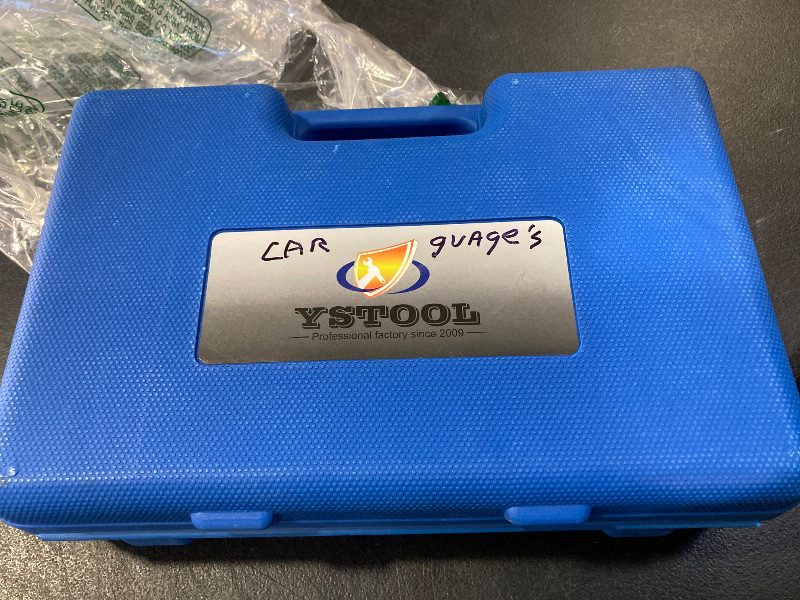 CAR guage's
YSTOOL
Professional factory since 2009